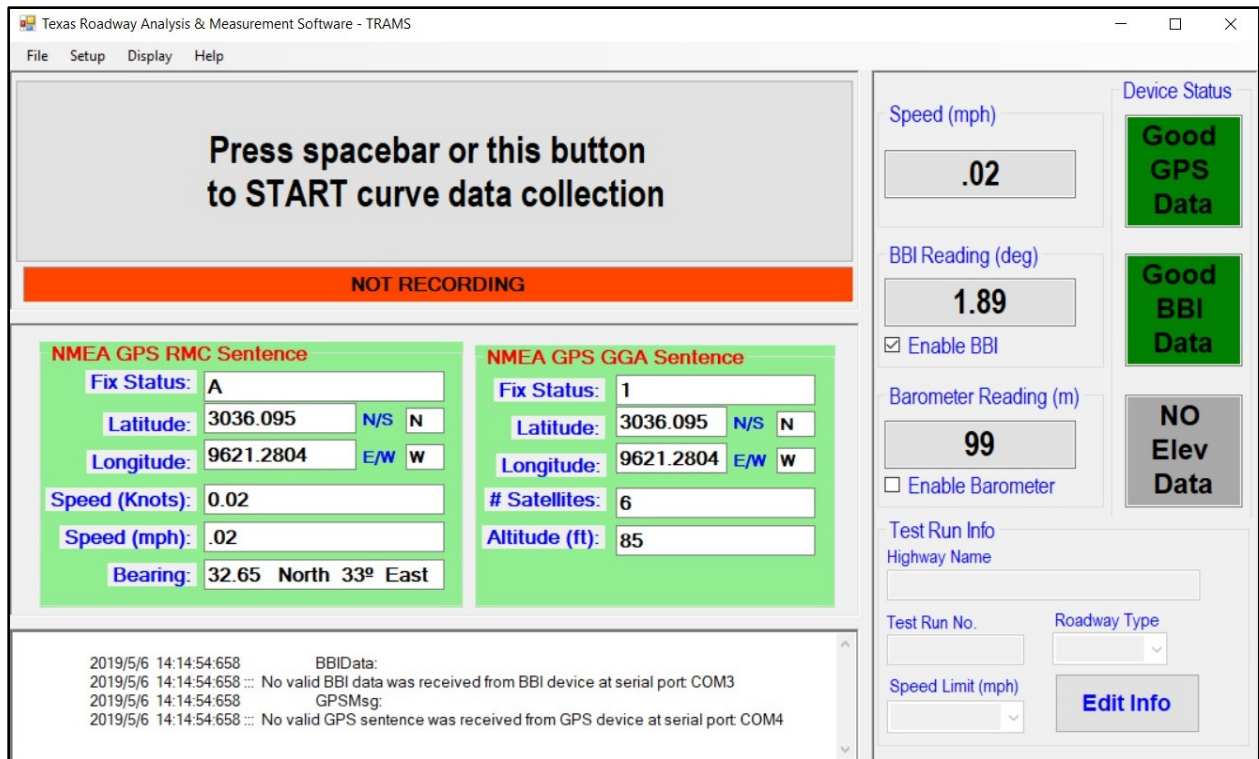 Texas Roadway Analysis & Measurement Software - TRAMS
File Setup Display Help
Press spacebar or this button
to START curve data collection
NOT RECORDING
NMEA GPS RMC Sentence
Fix Status: A
Latitude: 3036.095 N/S N
Longitude: 9621.2804 E/W W
Speed (Knots): 0.02
Speed (mph): .02
Bearing: 32.65 North 33º East
NMEA GPS GGA Sentence
Fix Status: 1
Latitude: 3036.095 N/S N
Longitude: 9621.2804 E/W W
# Satellites: 6
Altitude (ft): 85
2019/5/6 14:14:54:658 BBIData:
2019/5/6 14:14:54:658 ::: No valid BBI data was received from BBI device at serial port: COM3
2019/5/6 14:14:54:658 GPSMsg:
2019/5/6 14:14:54:658 ::: No valid GPS sentence was received from GPS device at serial port: COM4
Speed (mph)
.02
BBI Reading (deg)
1.89
Enable BBI
Barometer Reading (m)
99
Enable Barometer
Device Status
Good
GPS
Data
Good
BBI
Data
NO
Elev
Data
Test Run Info
Highway Name
Test Run No. Roadway Type
Speed Limit (mph)
Edit Info